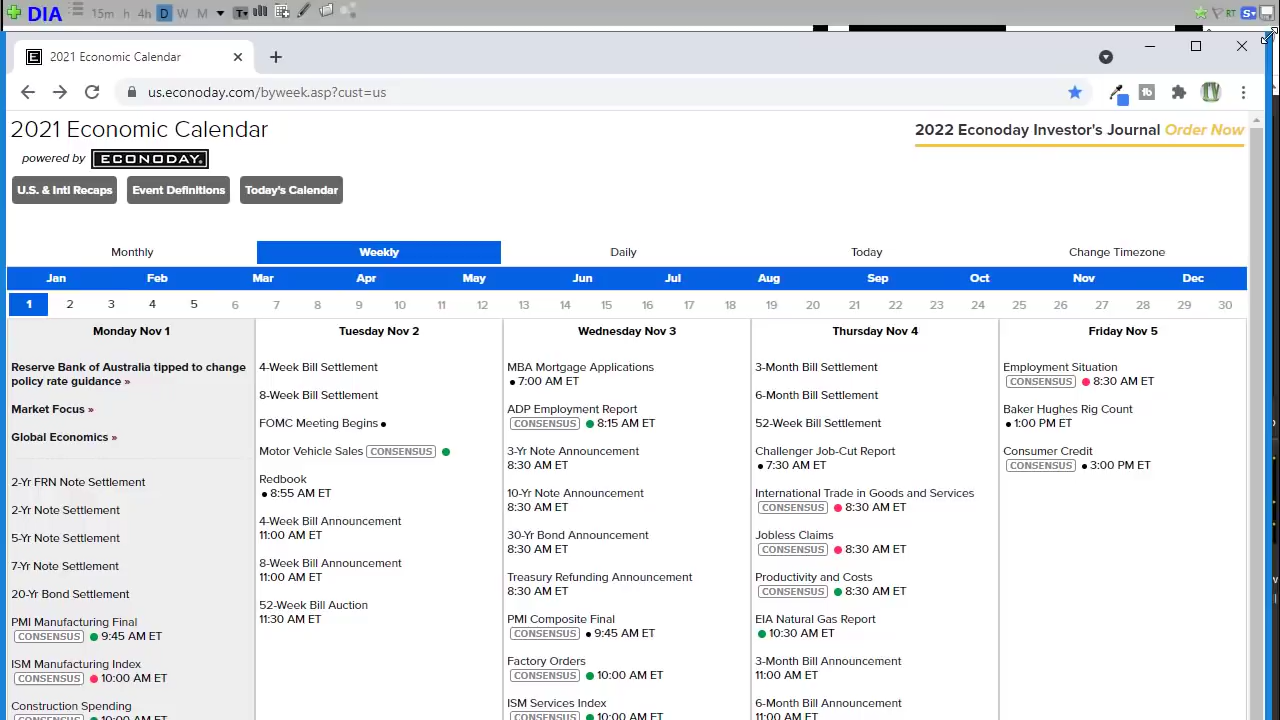 DIA 15m h 4h D W M T RT S
2021 Economic Calendar
us.econoday.com/byweek.asp?cust=us
2021 Economic Calendar
2022 Econoday Investor's Journal Order Now
powered by ECONODAY
U.S. & Intl Recaps Event Definitions Today's Calendar
Monthly Weekly Daily Today Change Timezone
Jan Feb Mar Apr May Jun Jul Aug Sep Oct Nov Dec
1 2 3 4 5 6 7 8 9 10 11 12 13 14 15 16 17 18 19 20 21 22 23 24 25 26 27 28 29 30
Monday Nov 1
Reserve Bank of Australia tipped to change
policy rate guidance »
Market Focus »
Global Economics »
2-Yr FRN Note Settlement
2-Yr Note Settlement
5-Yr Note Settlement
7-Yr Note Settlement
20-Yr Bond Settlement
PMI Manufacturing Final
CONSENSUS 9:45 AM ET
ISM Manufacturing Index
CONSENSUS 10:00 AM ET
Construction Spending
CONSENSUS 10:00 AM ET
Tuesday Nov 2
4-Week Bill Settlement
8-Week Bill Settlement
FOMC Meeting Begins
Motor Vehicle Sales CONSENSUS
Redbook
8:55 AM ET
4-Week Bill Announcement
11:00 AM ET
8-Week Bill Announcement
11:00 AM ET
52-Week Bill Auction
11:30 AM ET
Wednesday Nov 3
MBA Mortgage Applications
7:00 AM ET
ADP Employment Report
CONSENSUS 8:15 AM ET
3-Yr Note Announcement
8:30 AM ET
10-Yr Note Announcement
8:30 AM ET
30-Yr Bond Announcement
8:30 AM ET
Treasury Refunding Announcement
8:30 AM ET
PMI Composite Final
CONSENSUS 9:45 AM ET
Factory Orders
CONSENSUS 10:00 AM ET
ISM Services Index
CONSENSUS 10:00 AM ET
Thursday Nov 4
3-Month Bill Settlement
6-Month Bill Settlement
52-Week Bill Settlement
Challenger Job-Cut Report
7:30 AM ET
International Trade in Goods and Services
CONSENSUS 8:30 AM ET
Jobless Claims
CONSENSUS 8:30 AM ET
Productivity and Costs
CONSENSUS 8:30 AM ET
EIA Natural Gas Report
10:30 AM ET
3-Month Bill Announcement
11:00 AM ET
6-Month Bill Announcement
11:00 AM ET
Friday Nov 5
Employment Situation
CONSENSUS 8:30 AM ET
Baker Hughes Rig Count
1:00 PM ET
Consumer Credit
CONSENSUS 3:00 PM ET